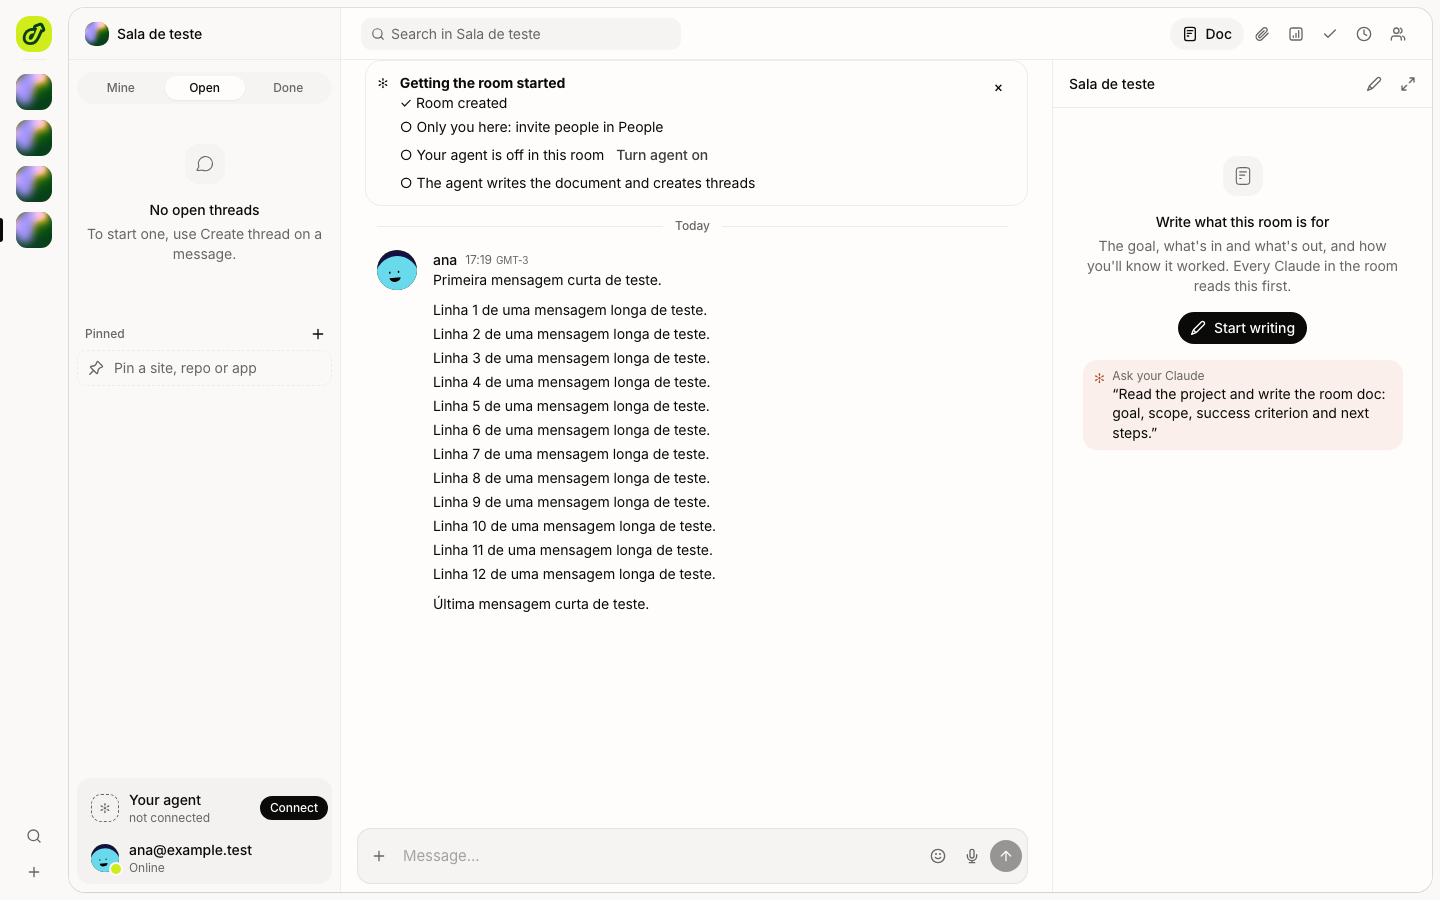 Sala de teste
Search in Sala de teste
Doc
Mine
Open
Done
No open threads
To start one, use Create thread on a
message.
Pinned
Pin a site, repo or app
Your agent
not connected
Connect
ana@example.test
Online
Getting the room started
Room created
Only you here: invite people in People
Your agent is off in this room Turn agent on
The agent writes the document and creates threads
Today
ana 17:19 GMT-3
Primeira mensagem curta de teste.
Linha 1 de uma mensagem longa de teste.
Linha 2 de uma mensagem longa de teste.
Linha 3 de uma mensagem longa de teste.
Linha 4 de uma mensagem longa de teste.
Linha 5 de uma mensagem longa de teste.
Linha 6 de uma mensagem longa de teste.
Linha 7 de uma mensagem longa de teste.
Linha 8 de uma mensagem longa de teste.
Linha 9 de uma mensagem longa de teste.
Linha 10 de uma mensagem longa de teste.
Linha 11 de uma mensagem longa de teste.
Linha 12 de uma mensagem longa de teste.
Última mensagem curta de teste.
Message...
Sala de teste
Write what this room is for
The goal, what's in and what's out, and how
you'll know it worked. Every Claude in the room
reads this first.
Start writing
Ask your Claude
“Read the project and write the room doc:
goal, scope, success criterion and next
steps.”